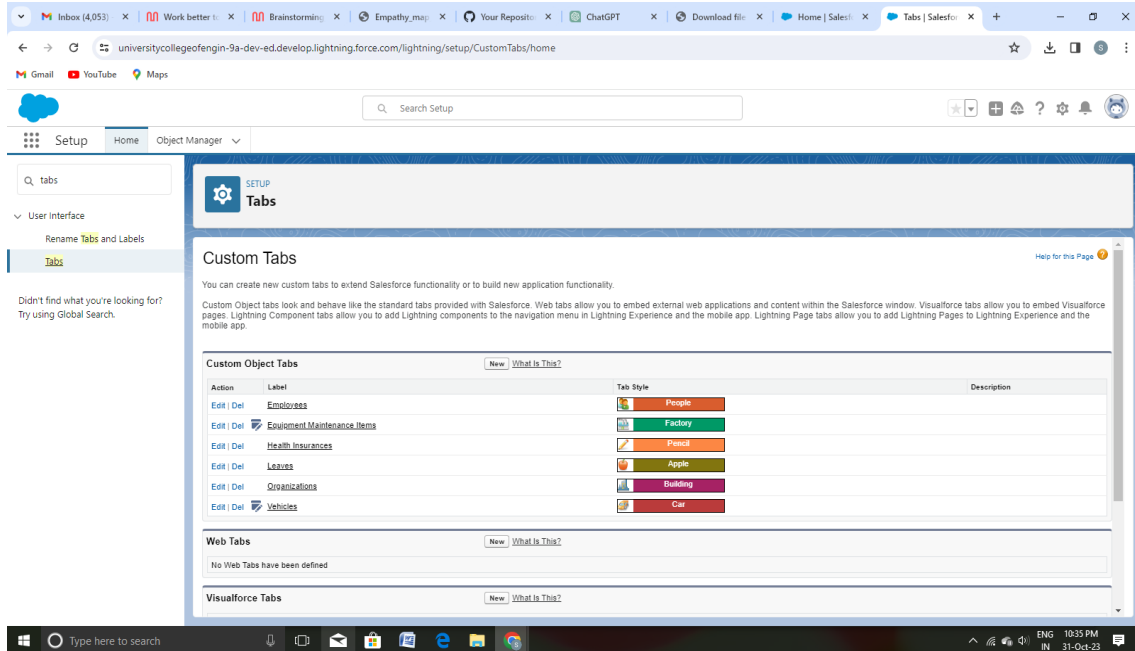 Inbox (4,053)
Work better to
Brainstorming
Empathy_map
Your Reposito
ChatGPT
Download file
Home | Salesf
Tabs | Salesfor
universitycollegeofengin-9a-dev-ed.develop.lightning.force.com/lightning/setup/CustomTabs/home
S
Gmail YouTube Maps
Search Setup
Setup Home Object Manager
tabs
User Interface
Rename Tabs and Labels
Tabs
Didn't find what you're looking for?
Try using Global Search.
SETUP
Tabs
Custom Tabs
Help for this Page
You can create new custom tabs to extend Salesforce functionality or to build new application functionality.
Custom Object tabs look and behave like the standard tabs provided with Salesforce. Web tabs allow you to embed external web applications and content within the Salesforce window. Visualforce tabs allow you to embed Visualforce
pages. Lightning Component tabs allow you to add Lightning components to the navigation menu in Lightning Experience and the mobile app. Lightning Page tabs allow you to add Lightning Pages to Lightning Experience and the
mobile app.
Custom Object Tabs New What Is This?
Action Label Tab Style Description
Edit | Del Employees People
Edit | Del Equipment Maintenance Items Factory
Edit | Del Health Insurances Pencil
Edit | Del Leaves Apple
Edit | Del Organizations Building
Edit | Del Vehicles Car
Web Tabs New What Is This?
No Web Tabs have been defined
Visualforce Tabs New What Is This?
Type here to search
ENG 10:35 PM
IN 31-Oct-23